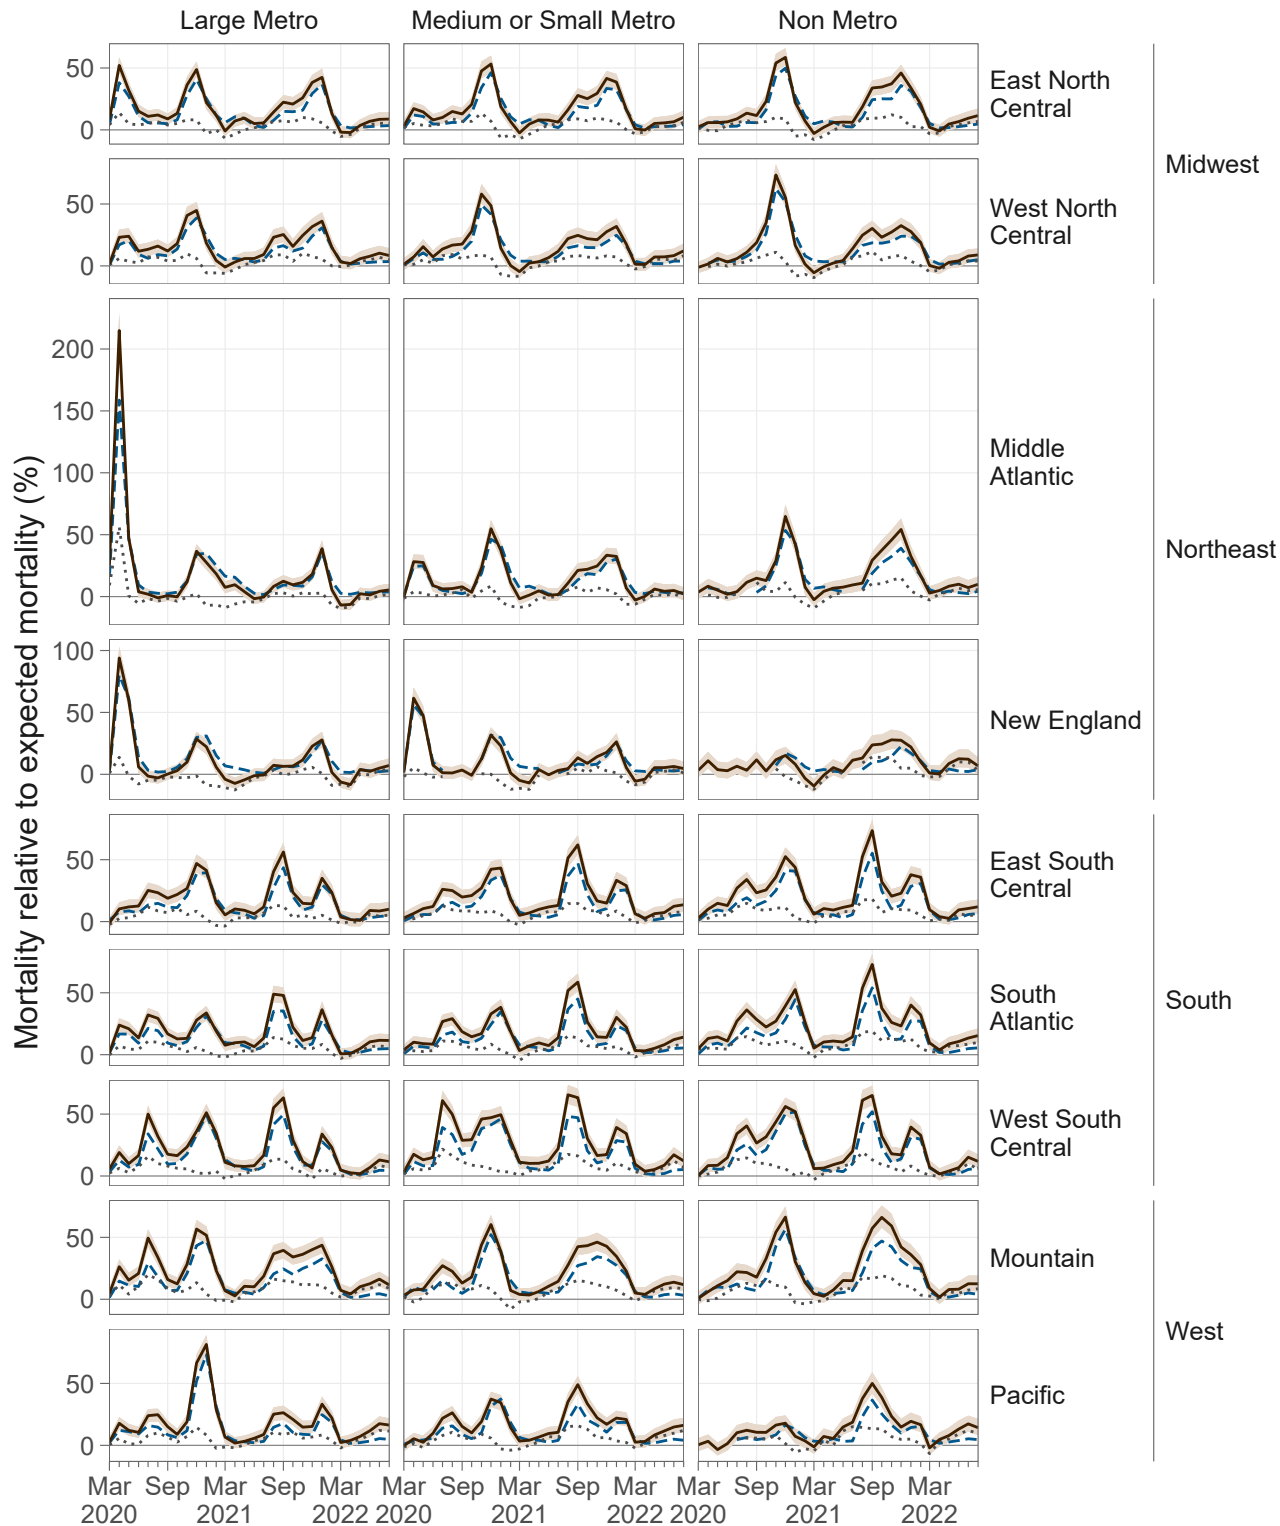 Large Metro
Medium or Small Metro
Non Metro
Mortality relative to expected mortality (%)
50
0
East North
Central
50
0
West North
Central
Midwest
200
150
100
50
0
Middle
Atlantic
100
50
0
New England
Northeast
50
0
East South
Central
50
0
South
Atlantic
50
0
West South
Central
South
50
0
Mountain
50
0
Pacific
West
Mar Sep Mar Sep Mar
2020 2021 2022
Mar Sep Mar Sep Mar
2020 2021 2022
Mar Sep Mar Sep Mar
2020 2021 2022